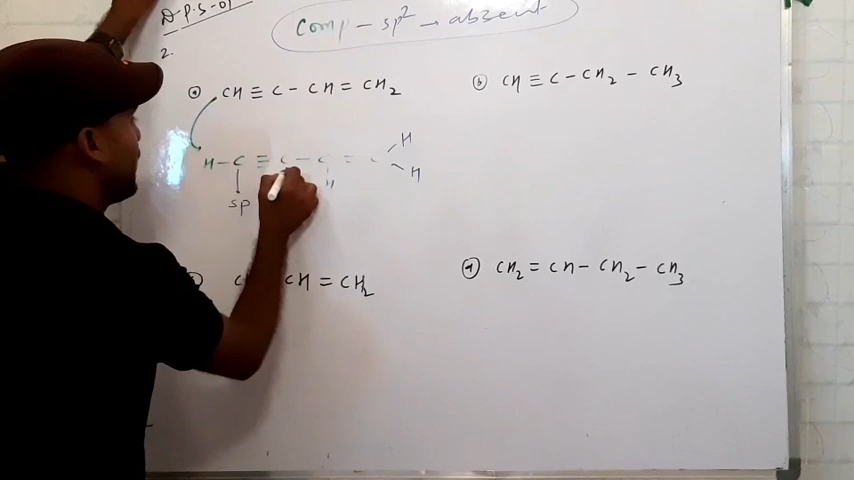 D.P.S-01
Comp - sp² → absent
2.
ⓐ CH ≡ C - CH = CH₂
ⓑ CH ≡ C - CH₂ - CH₃
H - C ≡ C - C = C H
H
H
sp
CH = CH₂
ⓓ CH₂ = CH - CH₂ - CH₃